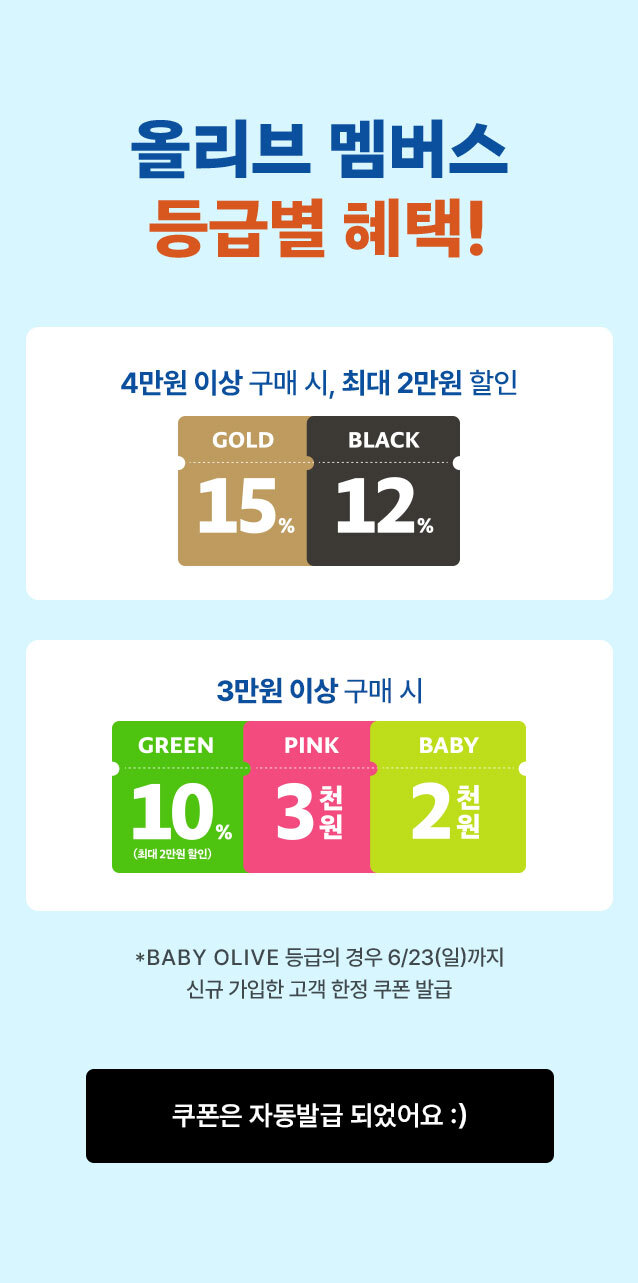 올리브 멤버스
등급별 혜택!
4만원 이상 구매 시, 최대 2만원 할인
GOLD BLACK
15% 12%
3만원 이상 구매 시
GREEN PINK BABY
10% 3천원 2천원
(최대 2만원 할인)
*BABY OLIVE 등급의 경우 6/23(일)까지
신규 가입한 고객 한정 쿠폰 발급
쿠폰은 자동발급 되었어요 :)